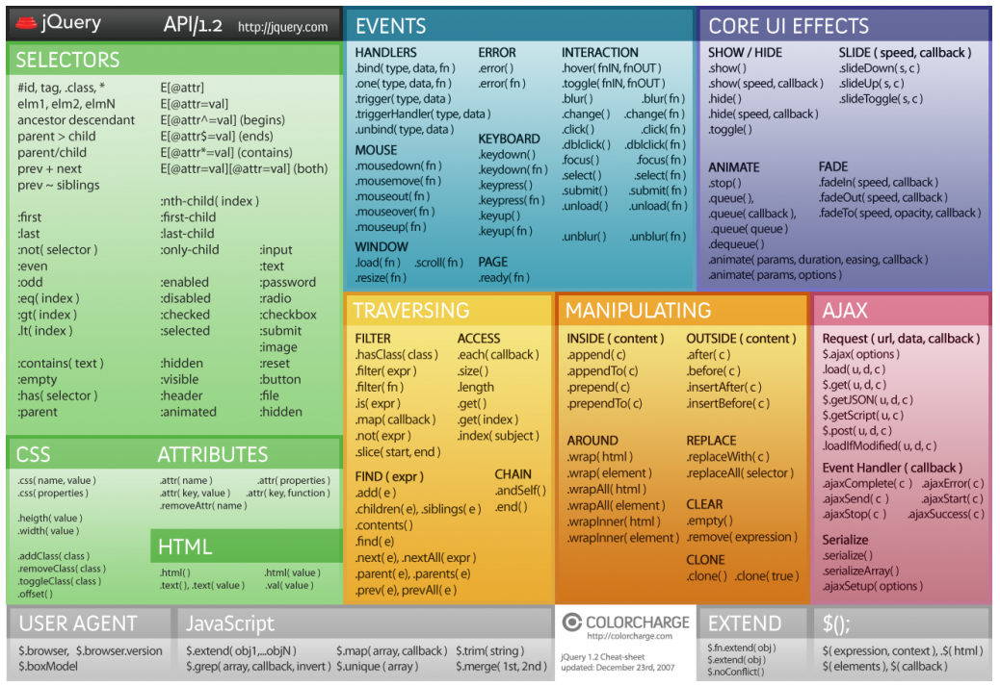 jQuery API/1.2 http://jquery.com
SELECTORS
#id, tag, .class, * E[@attr]
elm1, elm2, elmN E[@attr=val]
ancestor descendant E[@attr^=val] (begins)
parent > child E[@attr$=val] (ends)
parent/child E[@attr*=val] (contains)
prev + next E[@attr=val][@attr=val] (both)
prev ~ siblings
:nth-child( index )
:first :first-child
:last :last-child
:not( selector ) :only-child :input
:even :text
:odd :enabled :password
:eq( index ) :disabled :radio
:gt( index ) :checked :checkbox
.lt( index ) :selected :submit
:image
:contains( text ) :hidden :reset
:empty :visible :button
:has( selector ) :header :file
:parent :animated :hidden
CSS
.css( name, value )
.css( properties )
.heigth( value )
.width( value )
.addClass( class )
.removeClass( class )
.toggleClass( class )
.offset( )
ATTRIBUTES
.attr( name ) .attr( properties )
.attr( key, value ) .attr( key, function )
.removeAttr( name )
HTML
.html( ) .html( value )
.text( ), .text( value ) .val( value )
EVENTS
HANDLERS
.bind( type, data, fn )
.one( type, data, fn )
.trigger( type, data )
.triggerHandler( type, data )
.unbind( type, data )
MOUSE
.mousedown( fn )
.mousemove( fn )
.mouseout( fn )
.mouseover( fn )
.mouseup( fn )
WINDOW
.load( fn ) .scroll( fn )
.resize( fn )
ERROR
.error( )
.error( fn )
KEYBOARD
.keydown( )
.keydown( fn )
.keypress( )
.keypress( fn )
.keyup( )
.keyup( fn )
PAGE
.ready( fn )
INTERACTION
.hover( fnIN, fnOUT )
.toggle( fnIN, fnOUT )
.blur( ) .blur( fn )
.change( ) .change( fn )
.click( ) .click( fn )
.dblclick( ) .dblclick( fn )
.focus( ) .focus( fn )
.select( ) .select( fn )
.submit( ) .submit( fn )
.unload( ) .unload( fn )
.unblur( ) .unblur( fn )
CORE UI EFFECTS
SHOW / HIDE
.show( )
.show( speed, callback )
.hide( )
.hide( speed, callback )
.toggle( )
SLIDE ( speed, callback )
.slideDown( s, c )
.slideUp( s, c )
.slideToggle( s, c )
ANIMATE
.stop( )
.queue( ),
.queue( callback ),
.queue( queue )
.dequeue( )
.animate( params, duration, easing, callback )
.animate( params, options )
FADE
.fadeIn( speed, callback )
.fadeOut( speed, callback )
.fadeTo( speed, opacity, callback )
TRAVERSING
FILTER
.hasClass( class )
.filter( expr )
.filter( fn )
.is( expr )
.map( callback )
.not( expr )
.slice( start, end )
ACCESS
.each( callback )
.size( )
.length
.get( )
.get( index )
.index( subject )
FIND ( expr )
.add( e )
.children( e ), .siblings( e )
.contents( )
.find( e )
.next( e ), .nextAll( expr )
.parent( e ), .parents( e )
.prev( e ), prevAll( e )
CHAIN
.andSelf( )
.end( )
MANIPULATING
INSIDE ( content )
.append( c )
.appendTo( c )
.prepend( c )
.prependTo( c )
OUTSIDE ( content )
.after( c )
.before( c )
.insertAfter( c )
.insertBefore( c )
AROUND
.wrap( html )
.wrap( element )
.wrapAll( html )
.wrapAll( element )
.wrapInner( html )
.wrapInner( element )
REPLACE
.replaceWith( c )
.replaceAll( selector )
CLEAR
.empty( )
.remove( expression )
CLONE
.clone( ) .clone( true )
AJAX
Request ( url, data, callback )
$.ajax( options )
.load( u, d, c )
$.get( u, d, c )
$.getJSON( u, d, c )
$.getScript( u, c )
$.post( u, d, c )
.loadIfModified( u, d, c )
Event Handler ( callback )
.ajaxComplete( c ) .ajaxError( c )
.ajaxSend( c ) .ajaxStart( c )
.ajaxStop( c ) .ajaxSuccess( c )
Serialize
.serialize( )
.serializeArray( )
.ajaxSetup( options )
USER AGENT
$.browser, $.browser.version
$.boxModel
JavaScript
$.extend( obj1,...objN ) $.map( array, callback ) $.trim( string )
$.grep( array, callback, invert ) $.unique ( array ) $.merge( 1st, 2nd )
COLORCHARGE
http://colorcharge.com
jQuery 1.2 Cheat-sheet
updated: December 23rd, 2007
EXTEND
$.fn.extend( obj )
$.extend( obj )
$.noConflict( )
$();
$( expression, context ), .$( html )
$( elements ), $( callback )